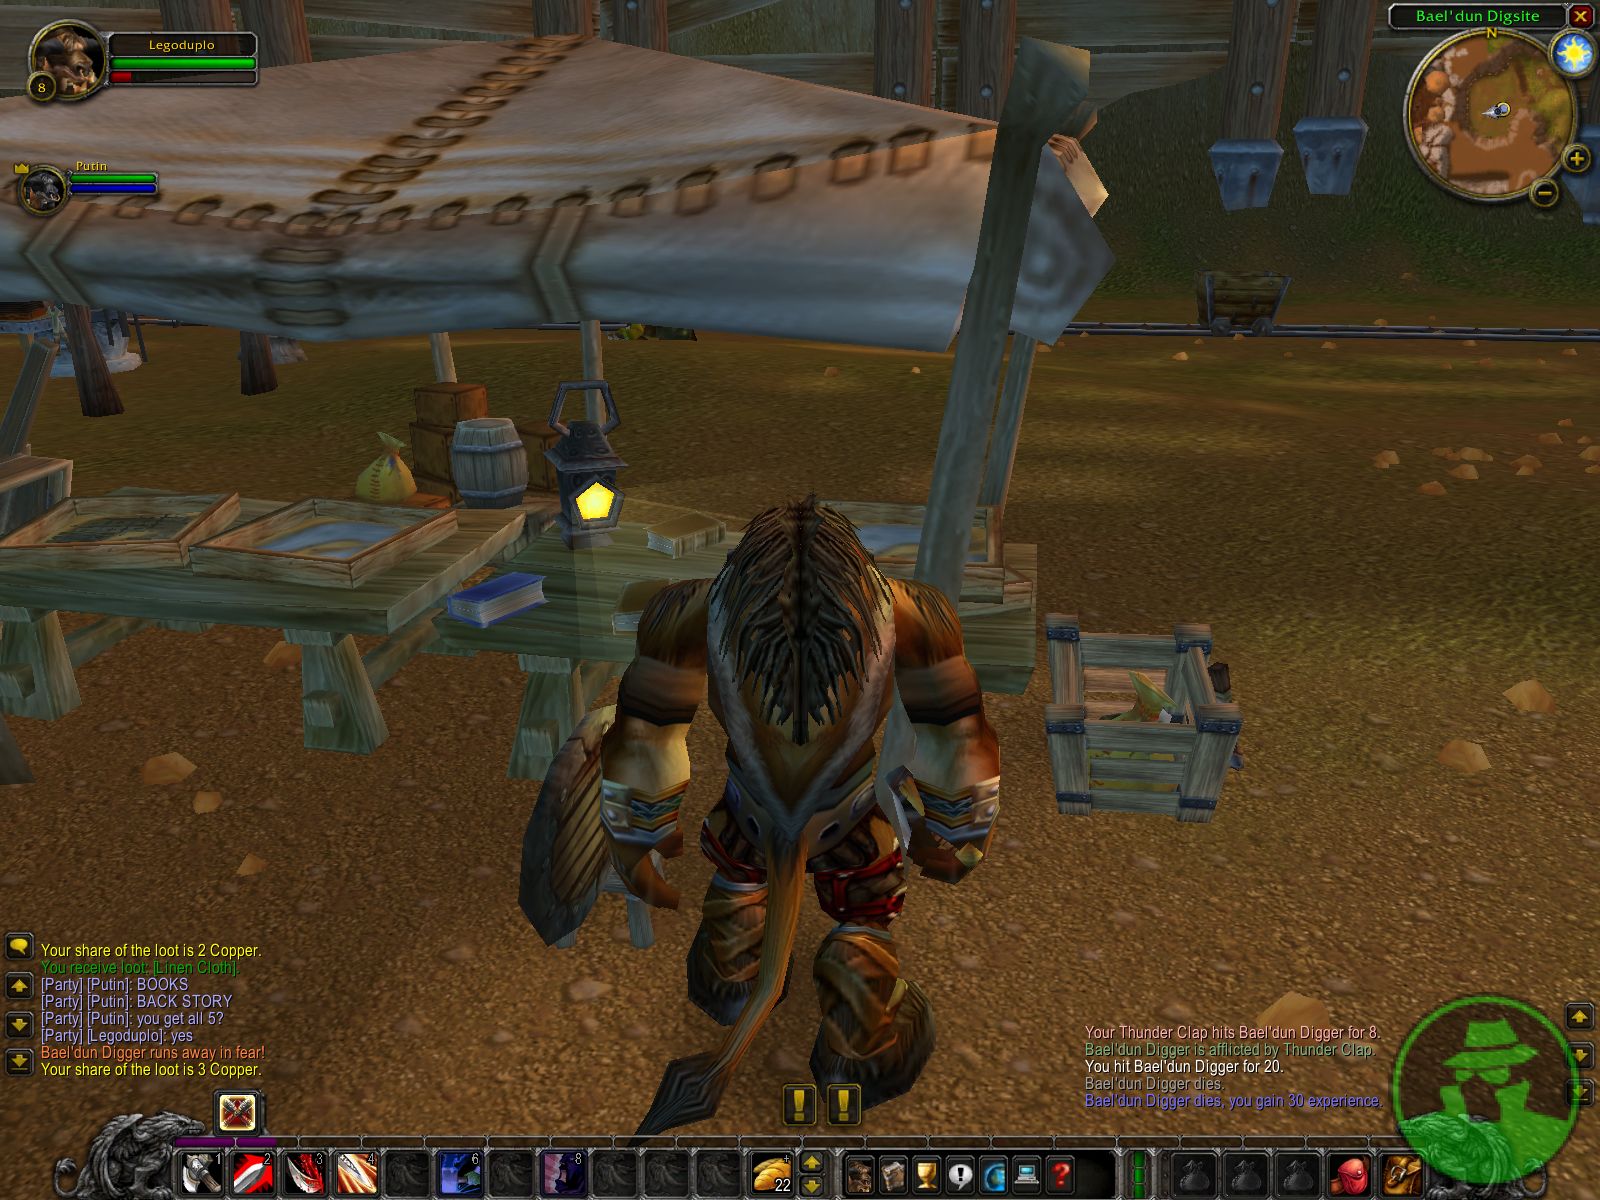 Legoduplo
8
Putin
Bael'dun Digsite
N
Your share of the loot is 2 Copper.
You receive loot: [Linen Cloth].
[Party] [Putin]: BOOKS
[Party] [Putin]: BACK STORY
[Party] [Putin]: you get all 5?
[Party] [Legoduplo]: yes
Bael'dun Digger runs away in fear!
Your share of the loot is 3 Copper.
Your Thunder Clap hits Bael'dun Digger for 8.
Bael'dun Digger is afflicted by Thunder Clap.
You hit Bael'dun Digger for 20.
Bael'dun Digger dies.
Bael'dun Digger dies, you gain 30 experience.
1 2 3 4 6 8 22